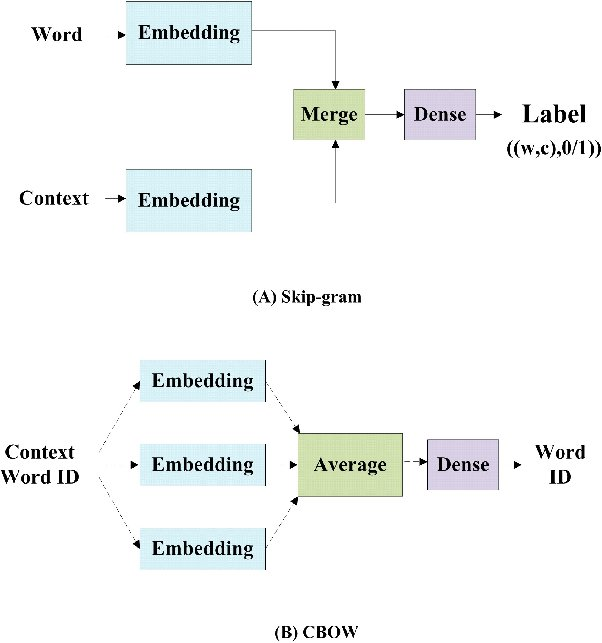 Word
Embedding
Merge
Dense
Label
((w,c),0/1))
Context
Embedding
(A) Skip-gram
Embedding
Context
Word ID
Embedding
Average
Dense
Word
ID
Embedding
(B) CBOW